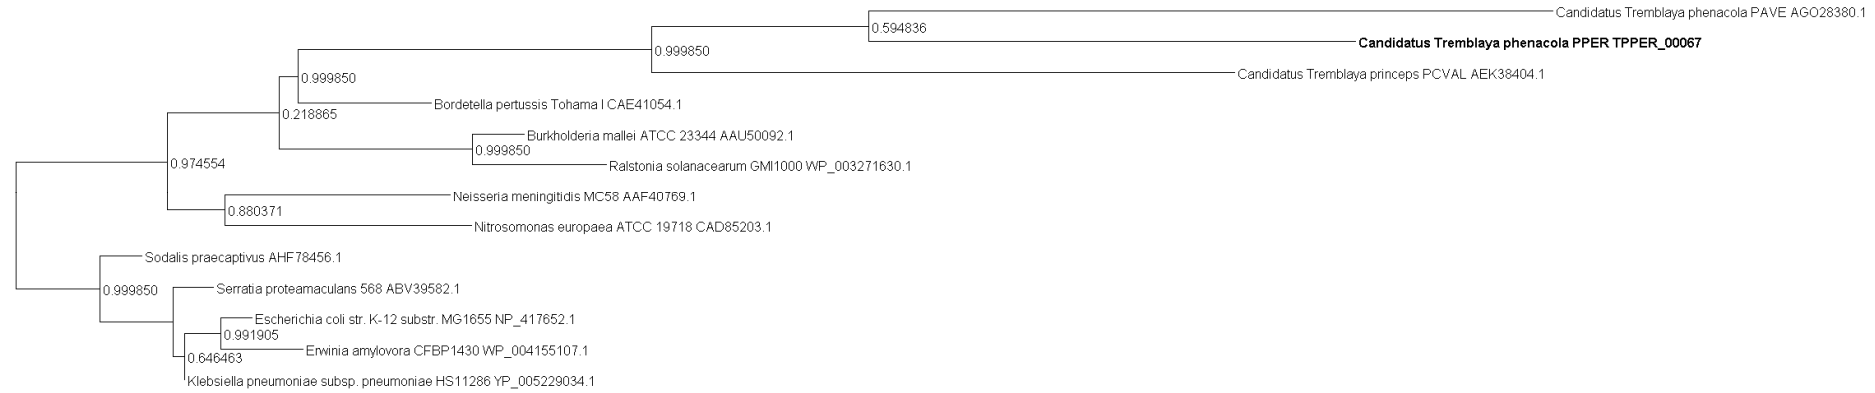 Candidatus Tremblaya phenacola PAVE AGO28380.1
0.594836
Candidatus Tremblaya phenacola PPER TPPER_00067
0.999850
Candidatus Tremblaya princeps PCVAL AEK38404.1
0.999850
Bordetella pertussis Tohama I CAE41054.1
0.218865
Burkholderia mallei ATCC 23344 AAU50092.1
0.999850
Ralstonia solanacearum GMI1000 WP_003271630.1
0.974554
Neisseria meningitidis MC58 AAF40769.1
0.880371
Nitrosomonas europaea ATCC 19718 CAD85203.1
Sodalis praecaptivus AHF78456.1
0.999850
Serratia proteamaculans 568 ABV39582.1
Escherichia coli str. K-12 substr. MG1655 NP_417652.1
0.991905
Erwinia amylovora CFBP1430 WP_004155107.1
0.646463
Klebsiella pneumoniae subsp. pneumoniae HS11286 YP_005229034.1